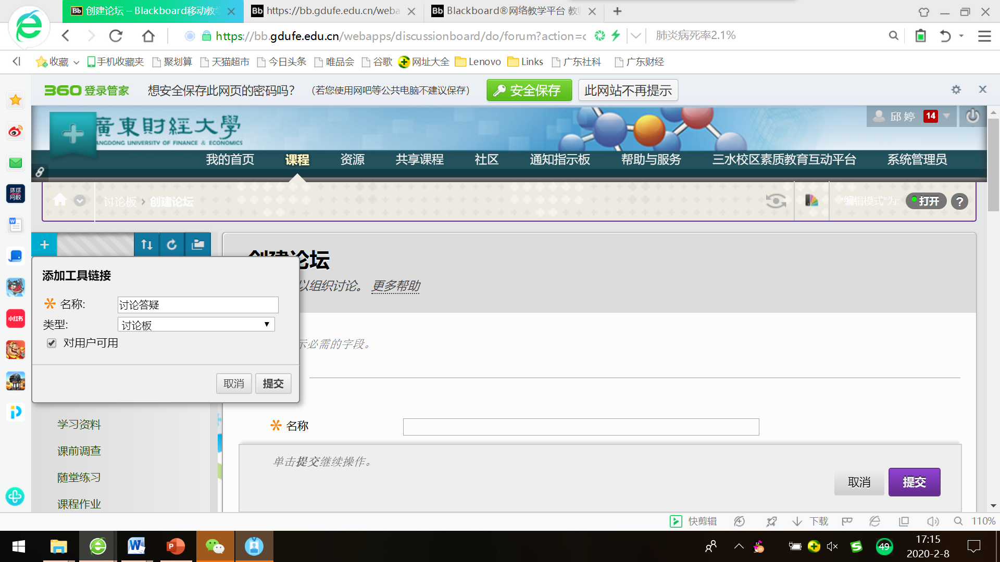 创建论坛 – Blackboard移动教学
https://bb.gdufe.edu.cn/weba
Blackboard®网络教学平台 教师
https://bb.gdufe.edu.cn/webapps/discussionboard/do/forum?action=c
肺炎病死率2.1%
收藏 手机收藏夹 聚划算 天猫超市 今日头条 唯品会 谷歌 网址大全 Lenovo Links 广东社科 广东财经
360 登录管家 想安全保存此网页的密码吗? (若您使用网吧等公共电脑不建议保存) 安全保存 此网站不再提示
廣東財經大學
ANGDONG UNIVERSITY OF FINANCE & ECONOMICS
邱 婷 14
我的首页 课程 资源 共享课程 社区 通知指示板 帮助与服务 三水校区素质教育互动平台 系统管理员
讨论板 > 创建论坛
"编辑模式"为: 打开 ?
创建论坛
以组织讨论。 更多帮助
添加工具链接
名称: 讨论答疑
类型: 讨论板
对用户可用
取消 提交
示必需的字段。
学习资料
课前调查
随堂练习
课程作业
名称
单击提交继续操作。
取消 提交
环球网校
小红书
快剪辑 下载 110%
49
17:15
2020-2-8